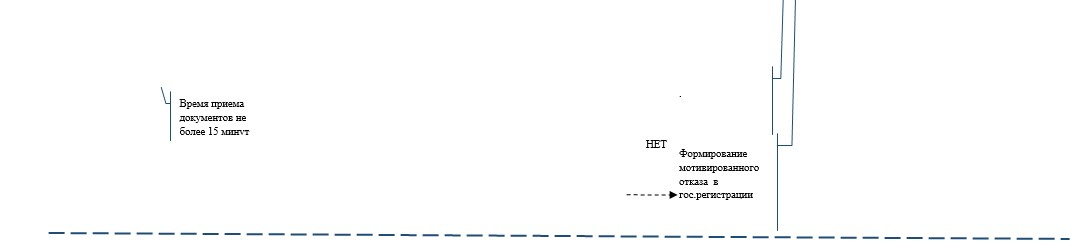 Время приема
документов не
более 15 минут
.
НЕТ
Формирование
мотивированного
отказа в
гос.регистрации